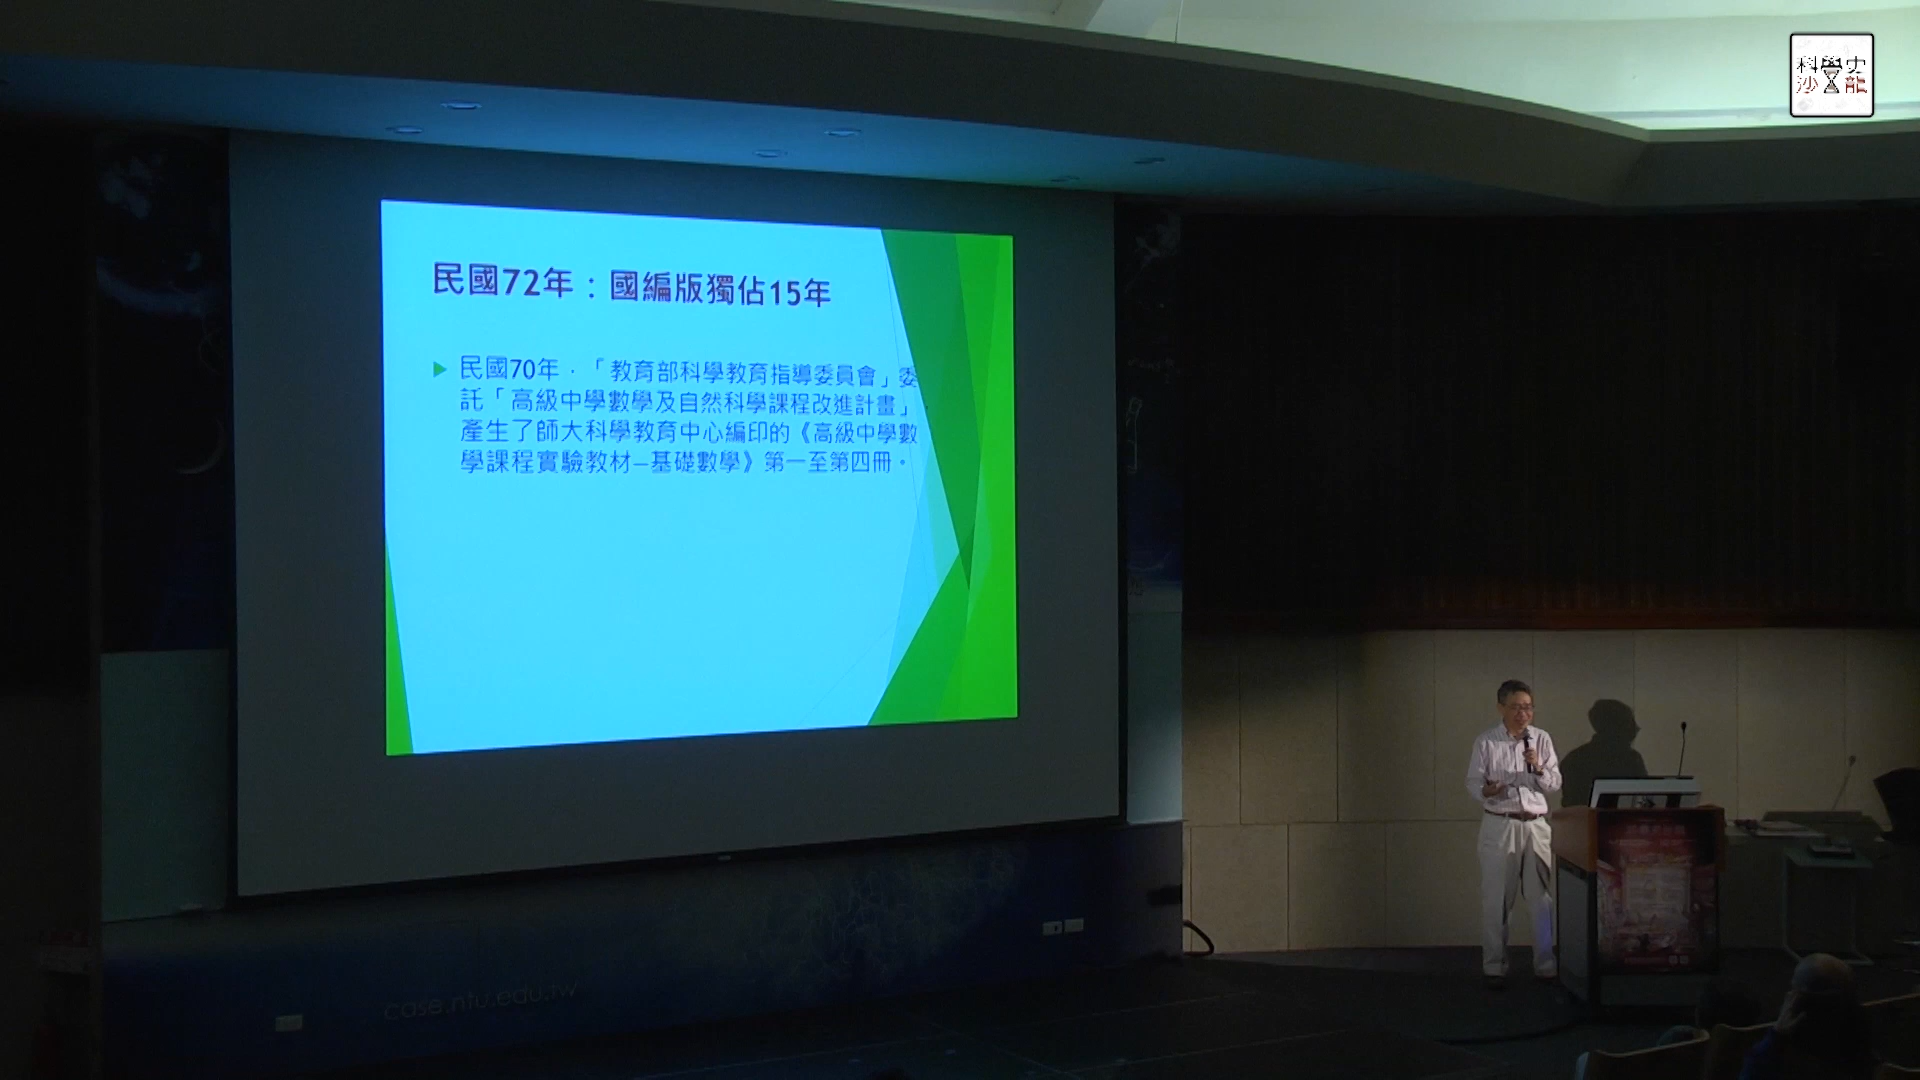 科學史
沙龍
民國72年：國編版獨佔15年
民國70年，「教育部科學教育指導委員會」委
託「高級中學數學及自然科學課程改進計畫」，
產生了師大科學教育中心編印的《高級中學數
學課程實驗教材—基礎數學》第一至第四冊。
case.ntu.edu.tw